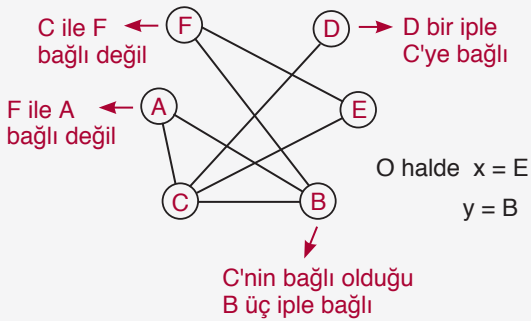 C ile F
bağlı değil
F
D
D bir iple
C'ye bağlı
F ile A
bağlı değil
A
E
O halde x = E
y = B
C
B
C'nin bağlı olduğu
B üç iple bağlı